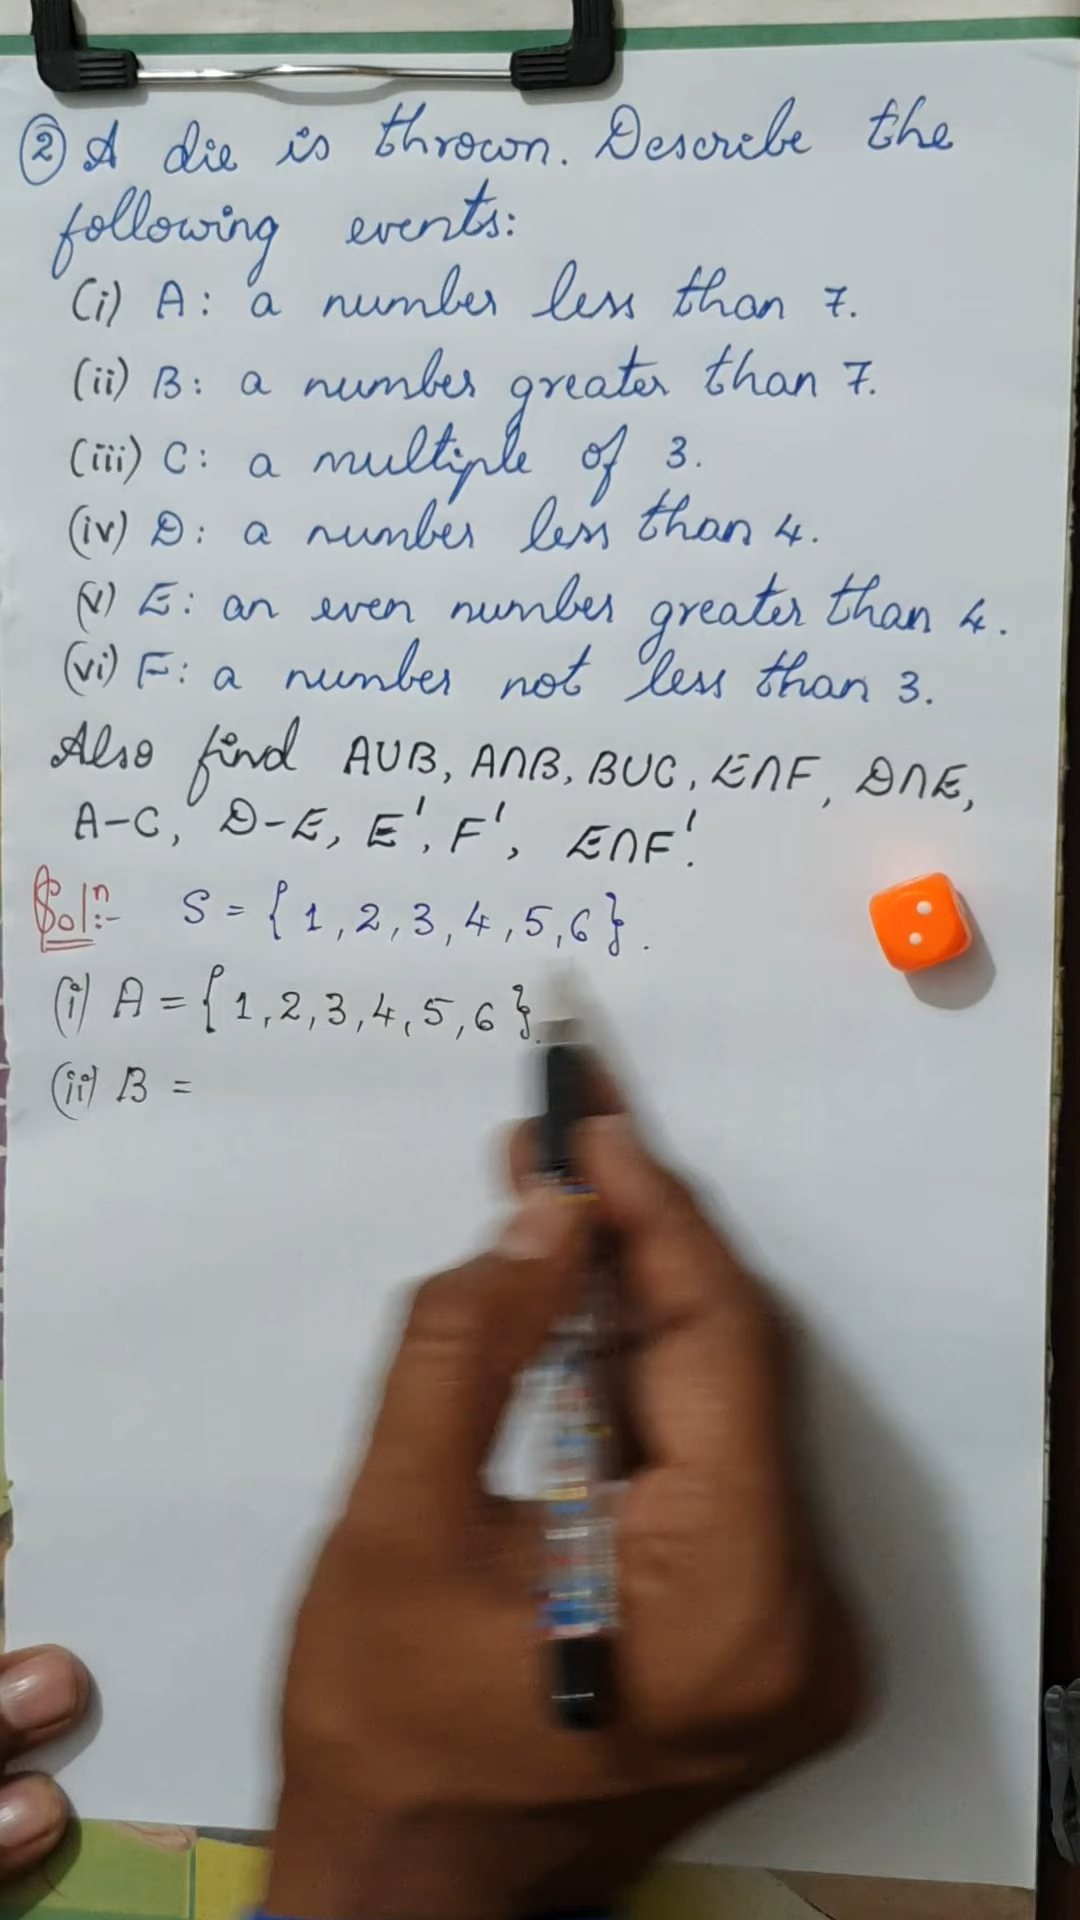 ② A die is thrown. Describe the
following events:
(i) A: a number less than 7.
(ii) B: a number greater than 7.
(iii) C: a multiple of 3.
(iv) D: a number less than 4.
(v) E: an even number greater than 4.
(vi) F: a number not less than 3.
Also find A∪B, A∩B, B∪C, E∩F, D∩E,
A-C, D-E, E', F', E∩F'.
Solⁿ:- S = {1,2,3,4,5,6}.
(i) A = {1,2,3,4,5,6}.
(ii) B =